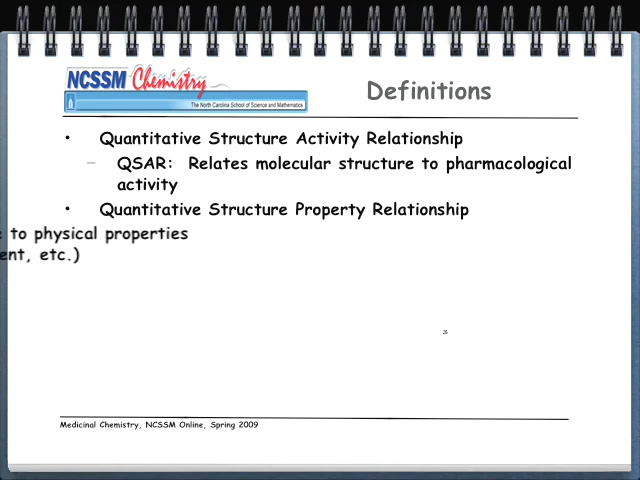 NCSSM Chemistry
The North Carolina School of Science and Mathematics
Definitions
• Quantitative Structure Activity Relationship
– QSAR: Relates molecular structure to pharmacological
activity
• Quantitative Structure Property Relationship
to physical properties
etc.)
3
Medicinal Chemistry, NCSSM Online, Spring 2009